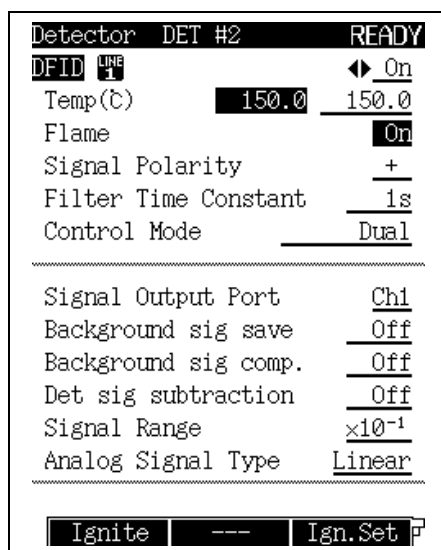 Detector DET #2 READY
DFID LINE 1 ◀▶ On
Temp(℃) 150.0 150.0
Flame On
Signal Polarity +
Filter Time Constant 1s
Control Mode Dual
Signal Output Port Ch1
Background sig save Off
Background sig comp. Off
Det sig subtraction Off
Signal Range ×10⁻¹
Analog Signal Type Linear
Ignite --- Ign.Set